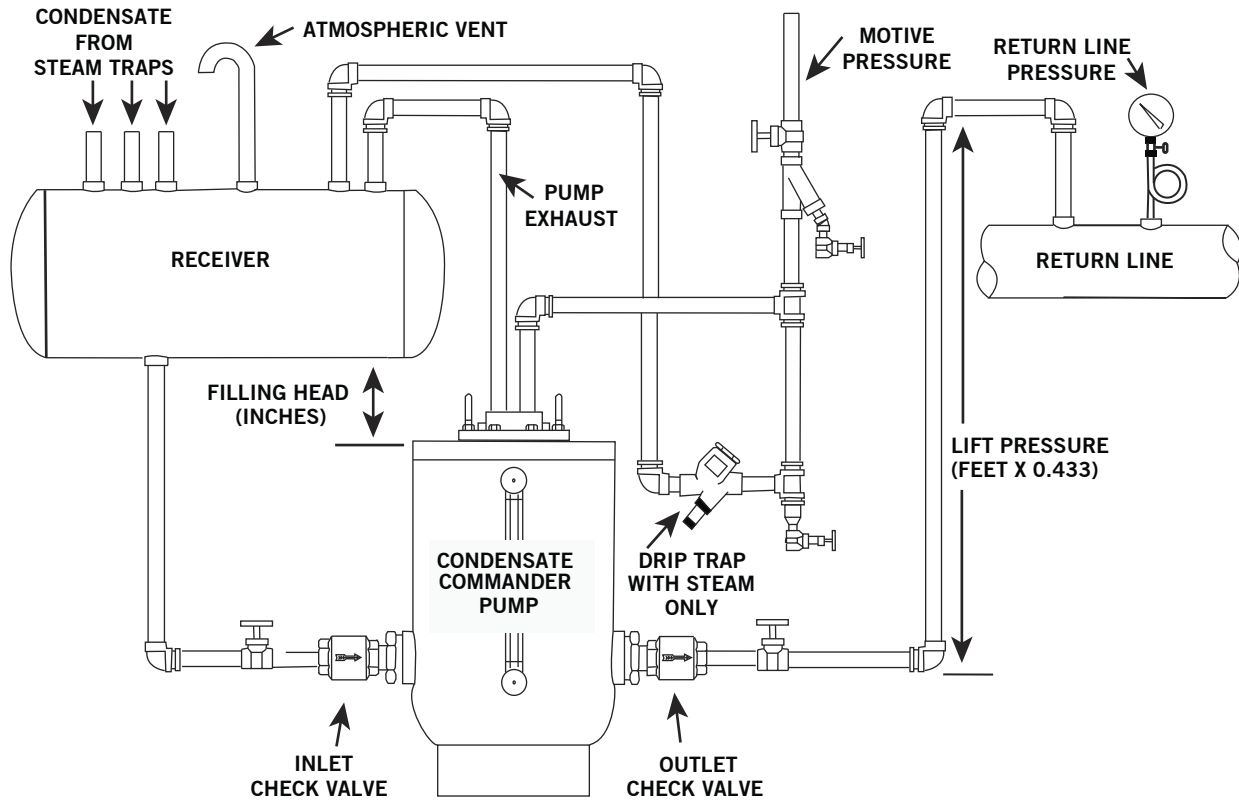 CONDENSATE
FROM
STEAM TRAPS
ATMOSPHERIC VENT
MOTIVE
PRESSURE
RETURN LINE
PRESSURE
PUMP
EXHAUST
RECEIVER
RETURN LINE
FILLING HEAD
(INCHES)
LIFT PRESSURE
(FEET X 0.433)
CONDENSATE
COMMANDER
PUMP
DRIP TRAP
WITH STEAM
ONLY
INLET
CHECK VALVE
OUTLET
CHECK VALVE